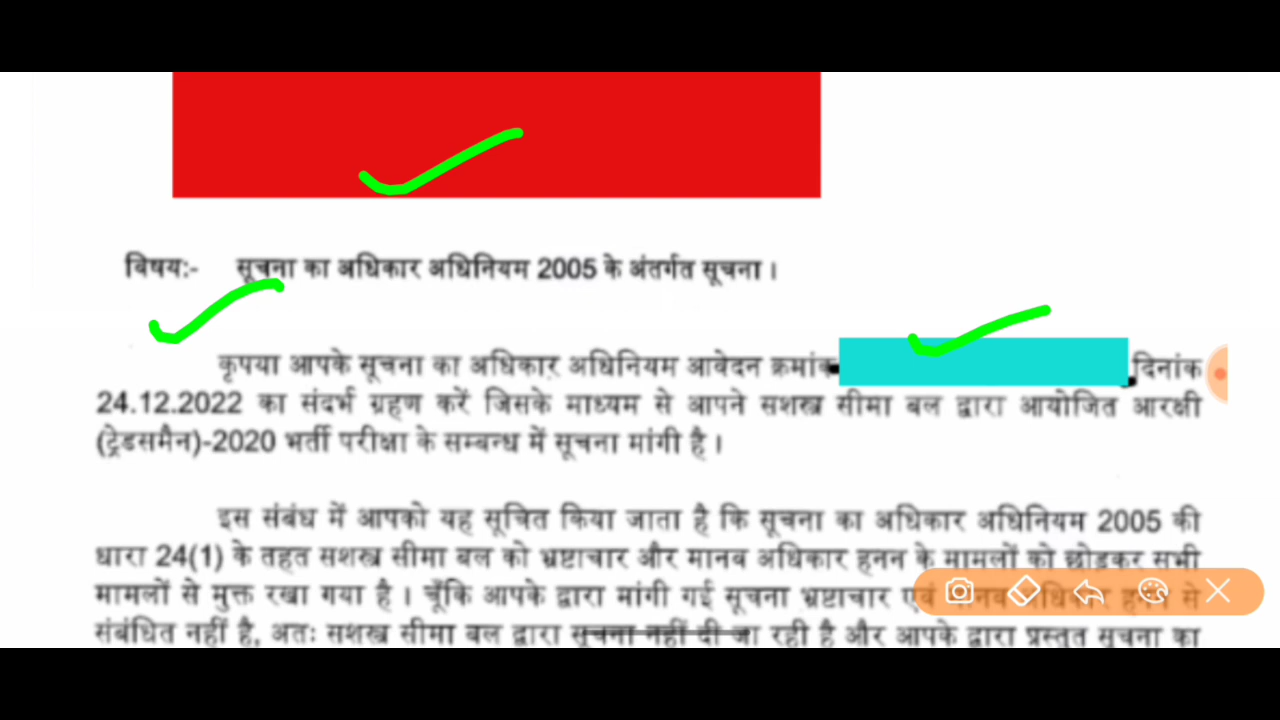 विषय:- सूचना का अधिकार अधिनियम 2005 के अंतर्गत सूचना।
कृपया आपके सूचना का अधिकार अधिनियम आवेदन क्रमांक दिनांक
24.12.2022 का संदर्भ ग्रहण करें जिसके माध्यम से आपने सशस्त्र सीमा बल द्वारा आयोजित आरक्षी
(ट्रेडसमैन)-2020 भर्ती परीक्षा के सम्बन्ध में सूचना मांगी है।
इस संबंध में आपको यह सूचित किया जाता है कि सूचना का अधिकार अधिनियम 2005 की
धारा 24(1) के तहत सशस्त्र सीमा बल को भ्रष्टाचार और मानव अधिकार हनन के मामलों को छोड़कर सभी
मामलों से मुक्त रखा गया है। चूँकि आपके द्वारा मांगी गई सूचना भ्रष्टाचार एवं मानव अधिकार हनन से
संबंधित नहीं है, अतः सशस्त्र सीमा बल द्वारा सूचना नहीं दी जा रही है और आपके द्वारा प्रस्तुत सूचना का